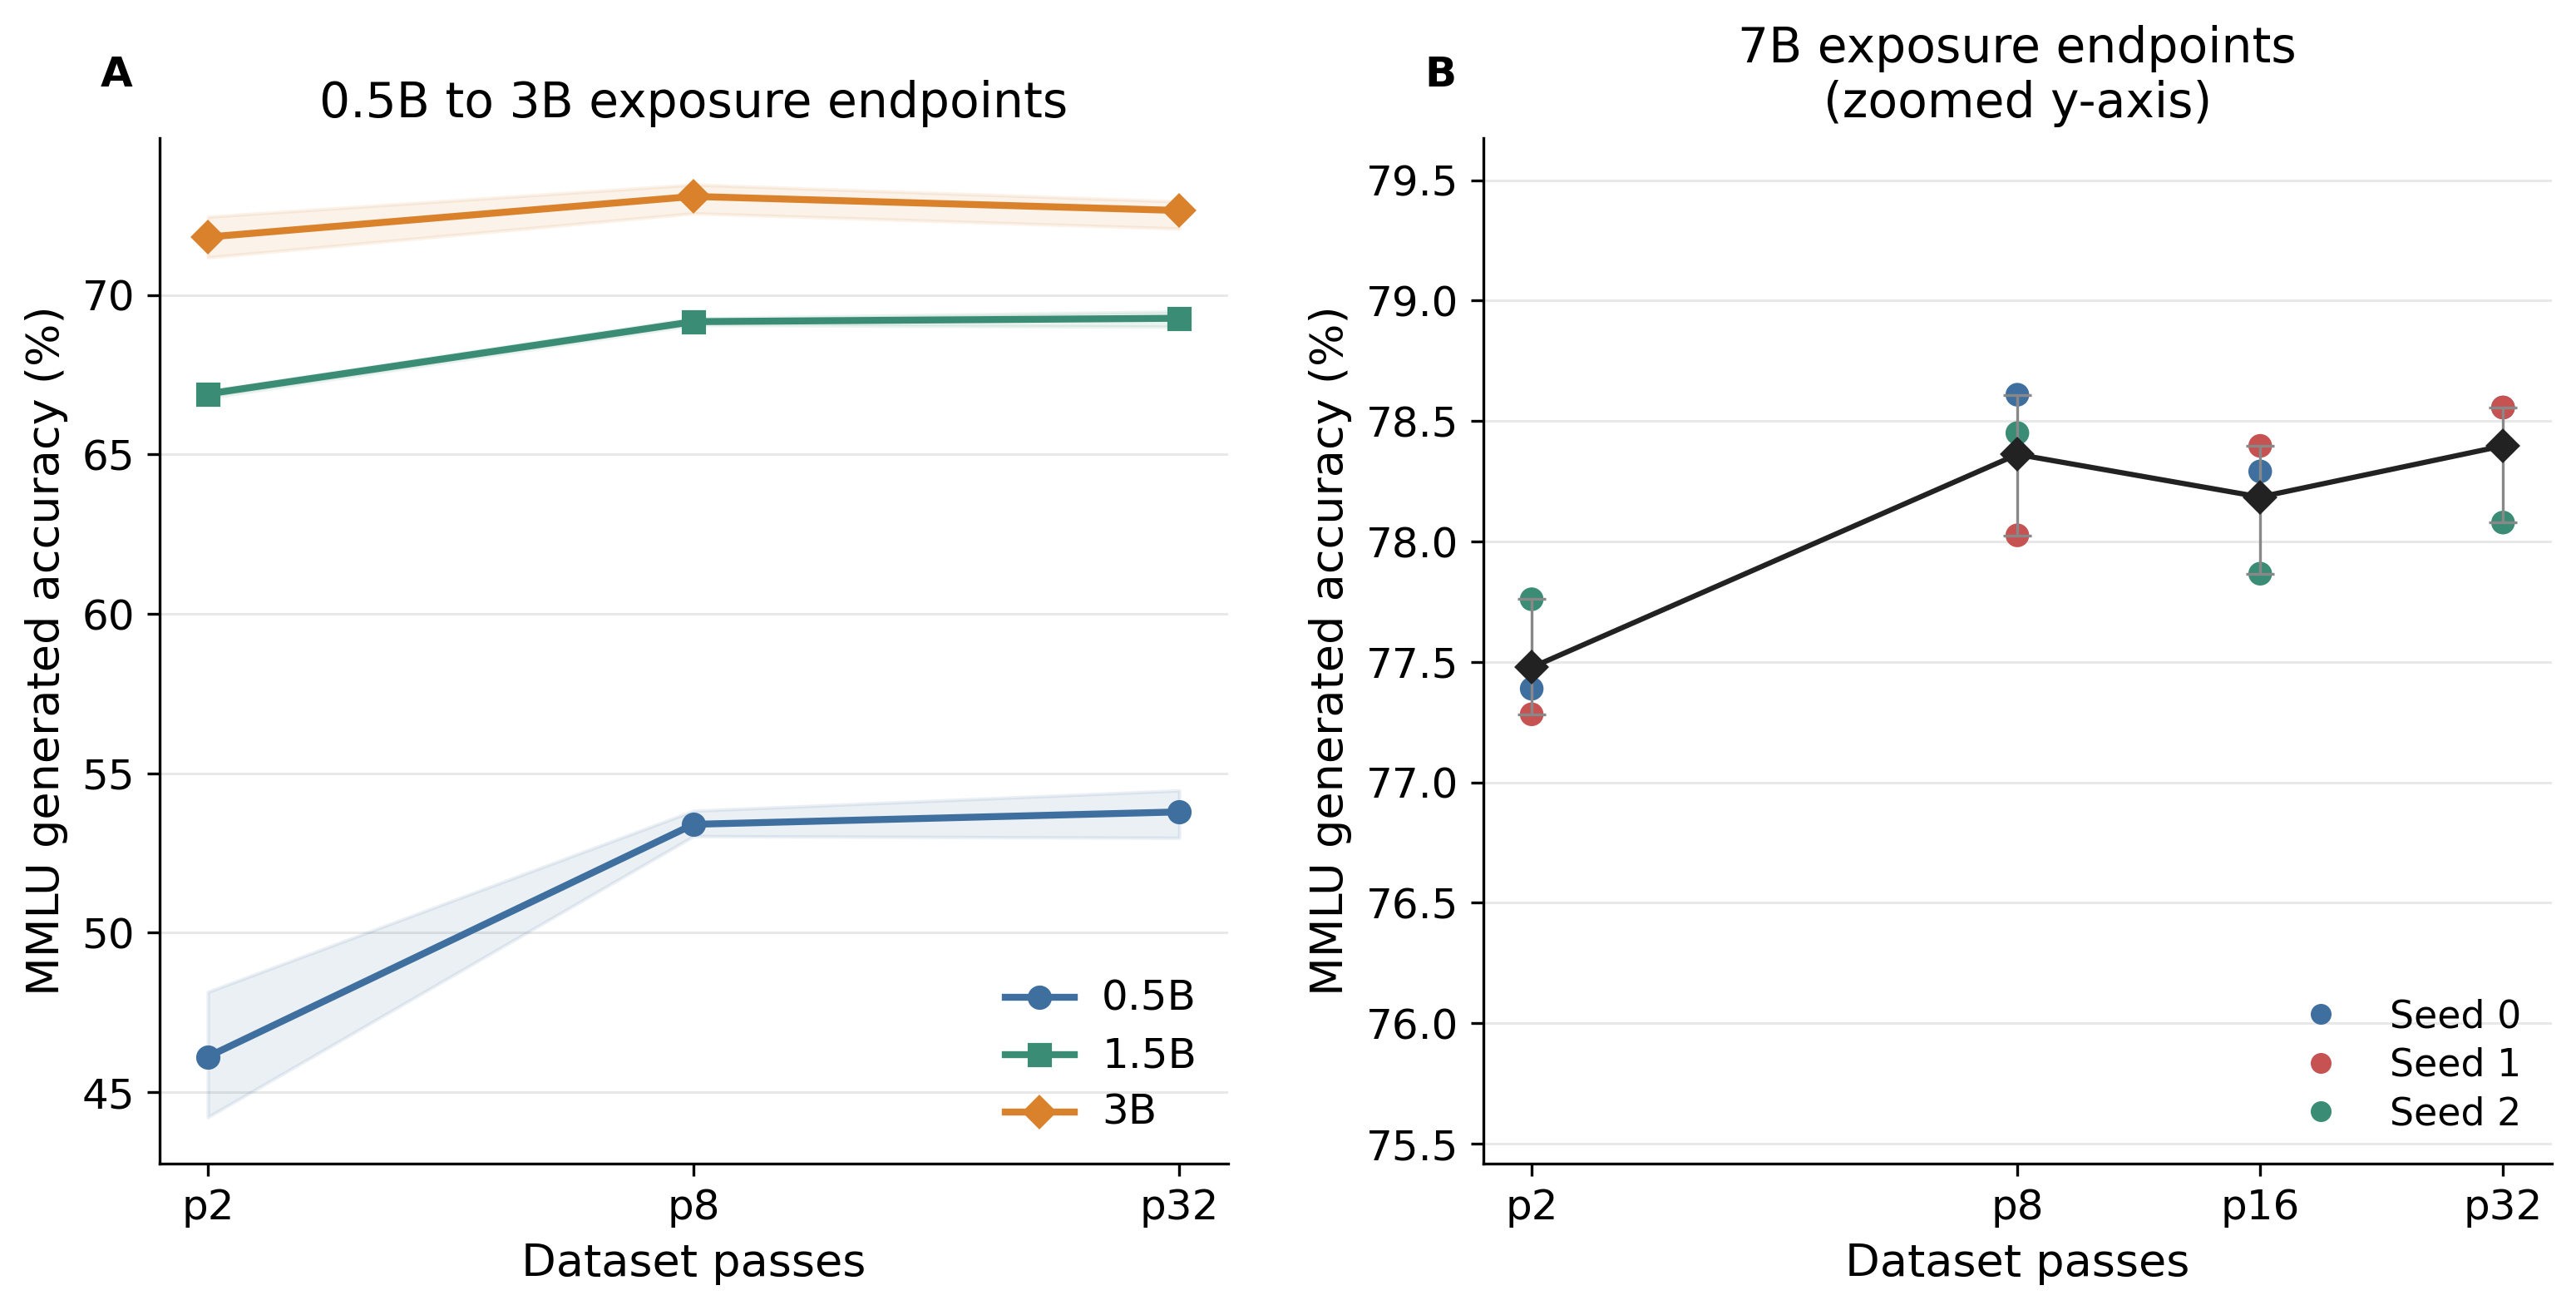 A
0.5B to 3B exposure endpoints
MMLU generated accuracy (%)
70
65
60
55
50
45
0.5B
1.5B
3B
p2
p8
p32
Dataset passes
B
7B exposure endpoints
(zoomed y-axis)
MMLU generated accuracy (%)
79.5
79.0
78.5
78.0
77.5
77.0
76.5
76.0
75.5
Seed 0
Seed 1
Seed 2
p2
p8
p16
p32
Dataset passes